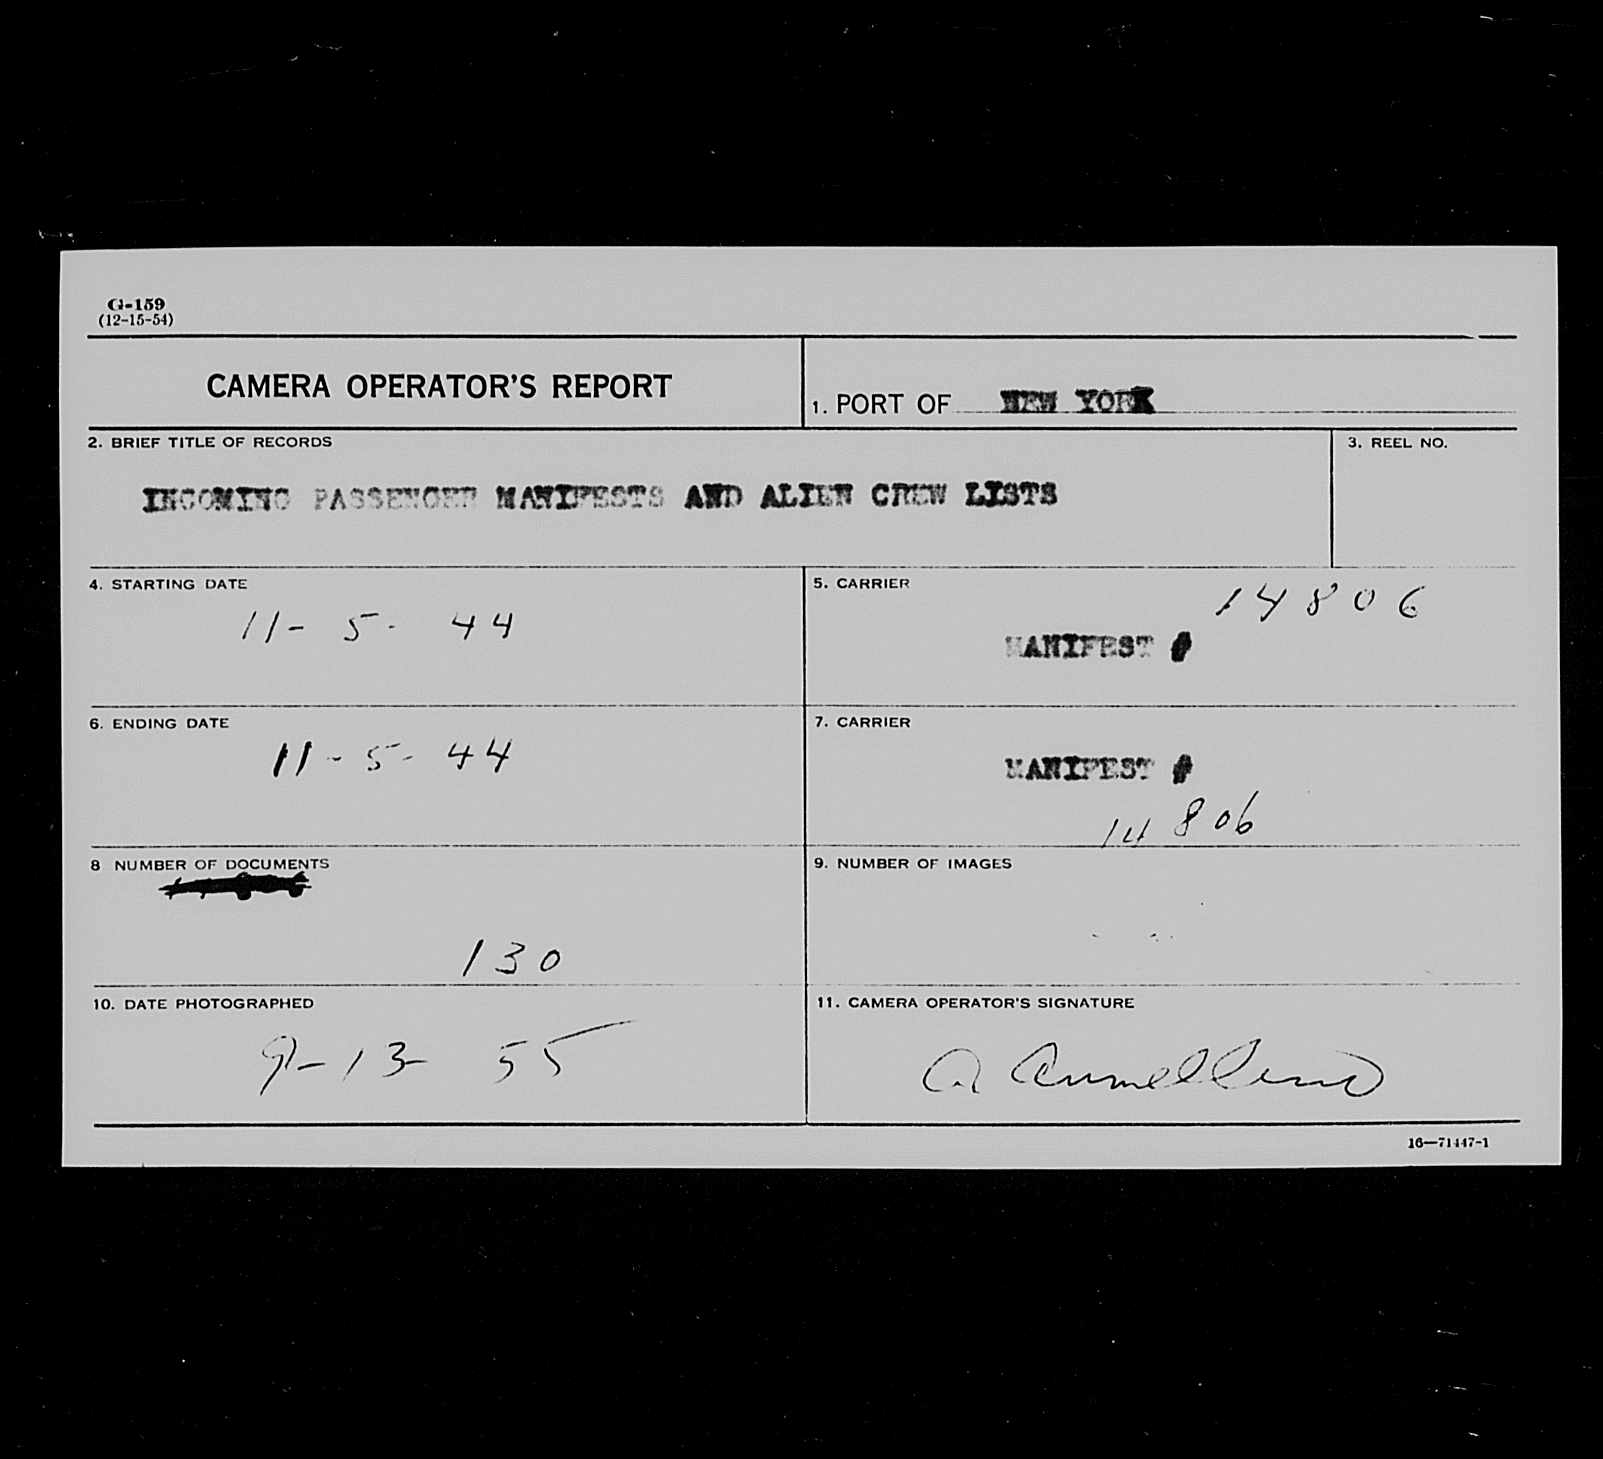 G-159
(12-15-54)
CAMERA OPERATOR'S REPORT
1. PORT OF NEW YORK
2. BRIEF TITLE OF RECORDS
3. REEL NO.
INCOMING PASSENGER MANIFESTS AND ALIEN CREW LISTS
4. STARTING DATE
11-5-44
5. CARRIER
14806
MANIFEST #
6. ENDING DATE
11-5-44
7. CARRIER
MANIFEST #
14806
8 NUMBER OF DOCUMENTS
130
9. NUMBER OF IMAGES
10. DATE PHOTOGRAPHED
9-13-55
11. CAMERA OPERATOR'S SIGNATURE
A
16—71447-1